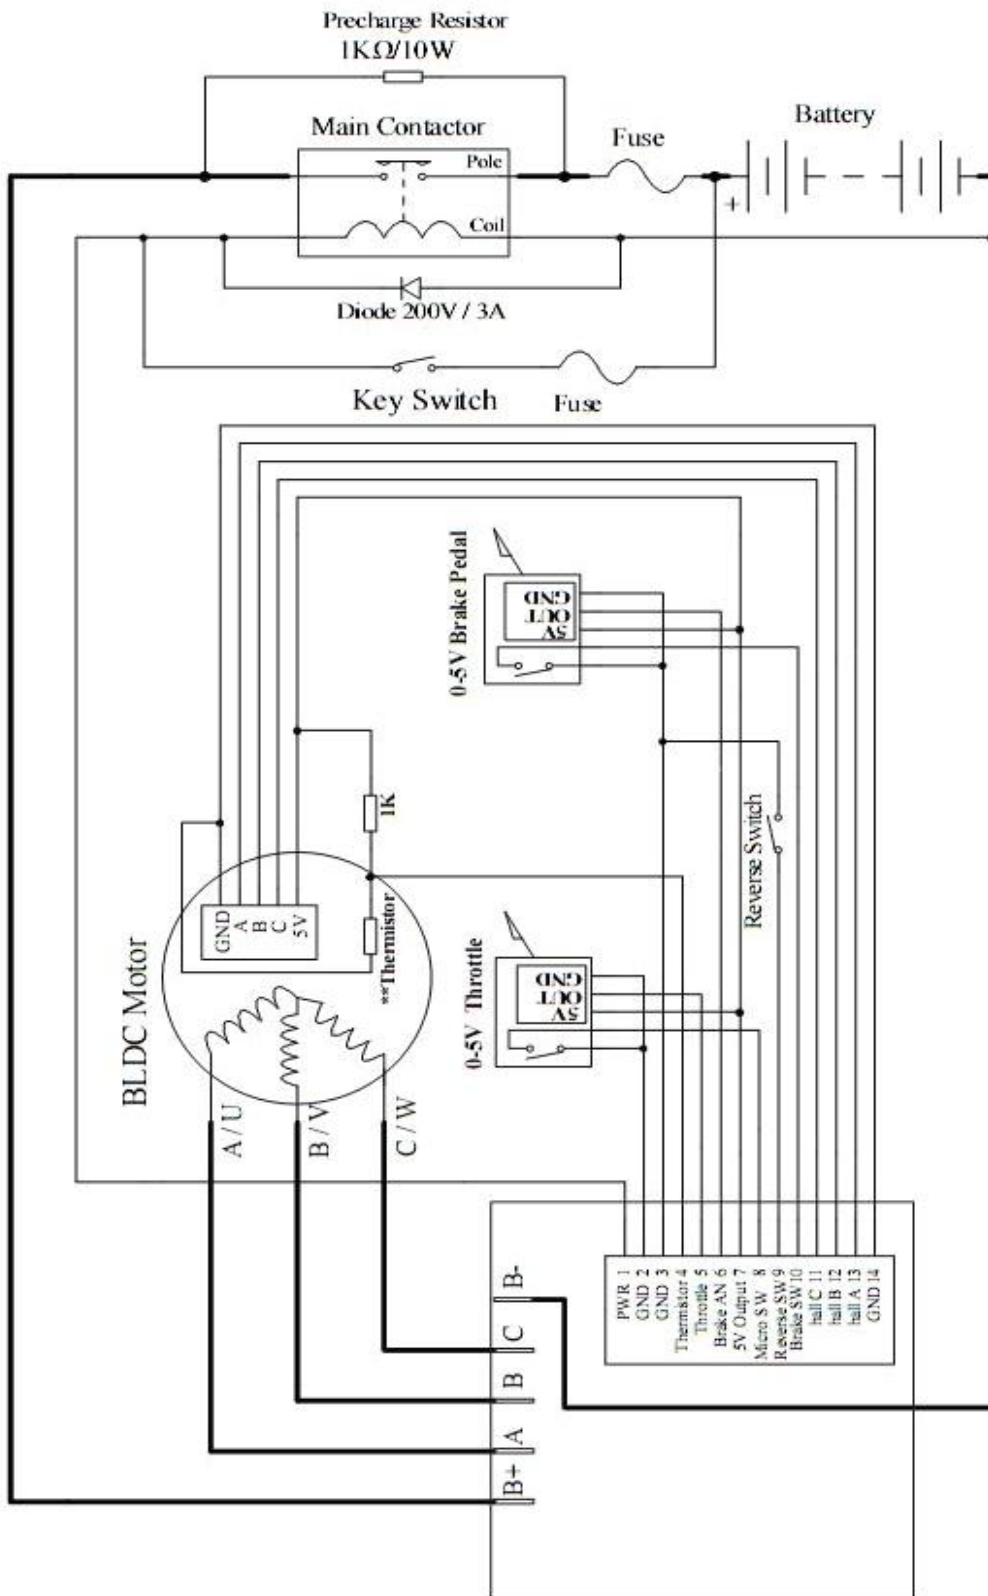 Precharge Resistor
1KΩ/10W
Main Contactor
Pole
Fuse
Battery
+
Coil
Diode 200V / 3A
Key Switch
Fuse
0-5V Brake Pedal
GND
OUT
5V
1K
Reverse Switch
BLDC Motor
GND
A
B
C
5V
**Thermistor
0-5V Throttle
GND
OUT
5V
A / U
B / V
C / W
B-
C
B
A
B+
PWR 1
GND 2
GND 3
Thermistor 4
Throttle 5
Brake AN 6
5V Output 7
Micro SW 8
Reverse SW 9
Brake SW10
hall C 11
hall B 12
hall A 13
GND 14